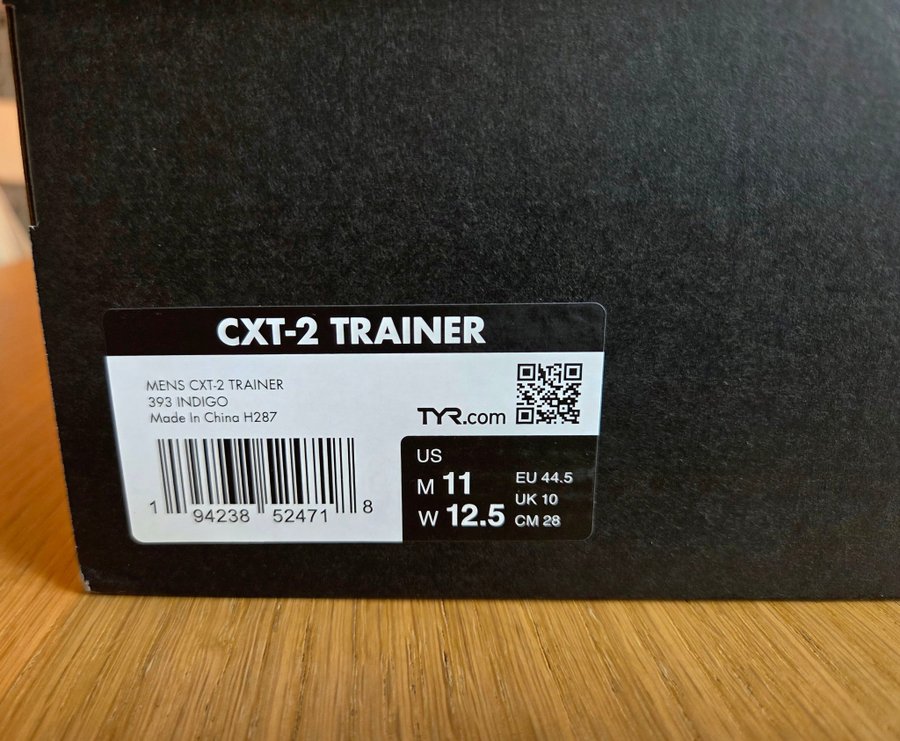 CXT-2 TRAINER
MENS CXT-2 TRAINER
393 INDIGO
Made In China H287
TYR.com
1 94238 52471 8
US
M 11
W 12.5
EU 44.5
UK 10
CM 28